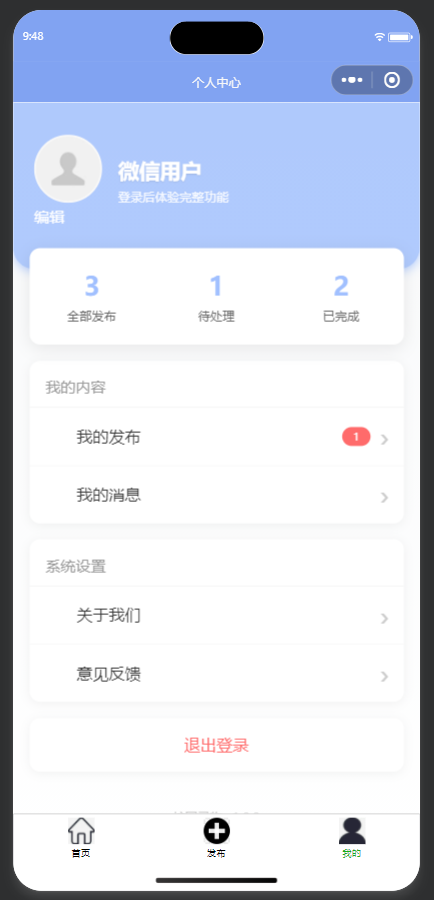 9:48
个人中心
微信用户
登录后体验完整功能
编辑
3 1 2
全部发布 待处理 已完成
我的内容
我的发布 1
我的消息
系统设置
关于我们
意见反馈
退出登录
首页 发布 我的